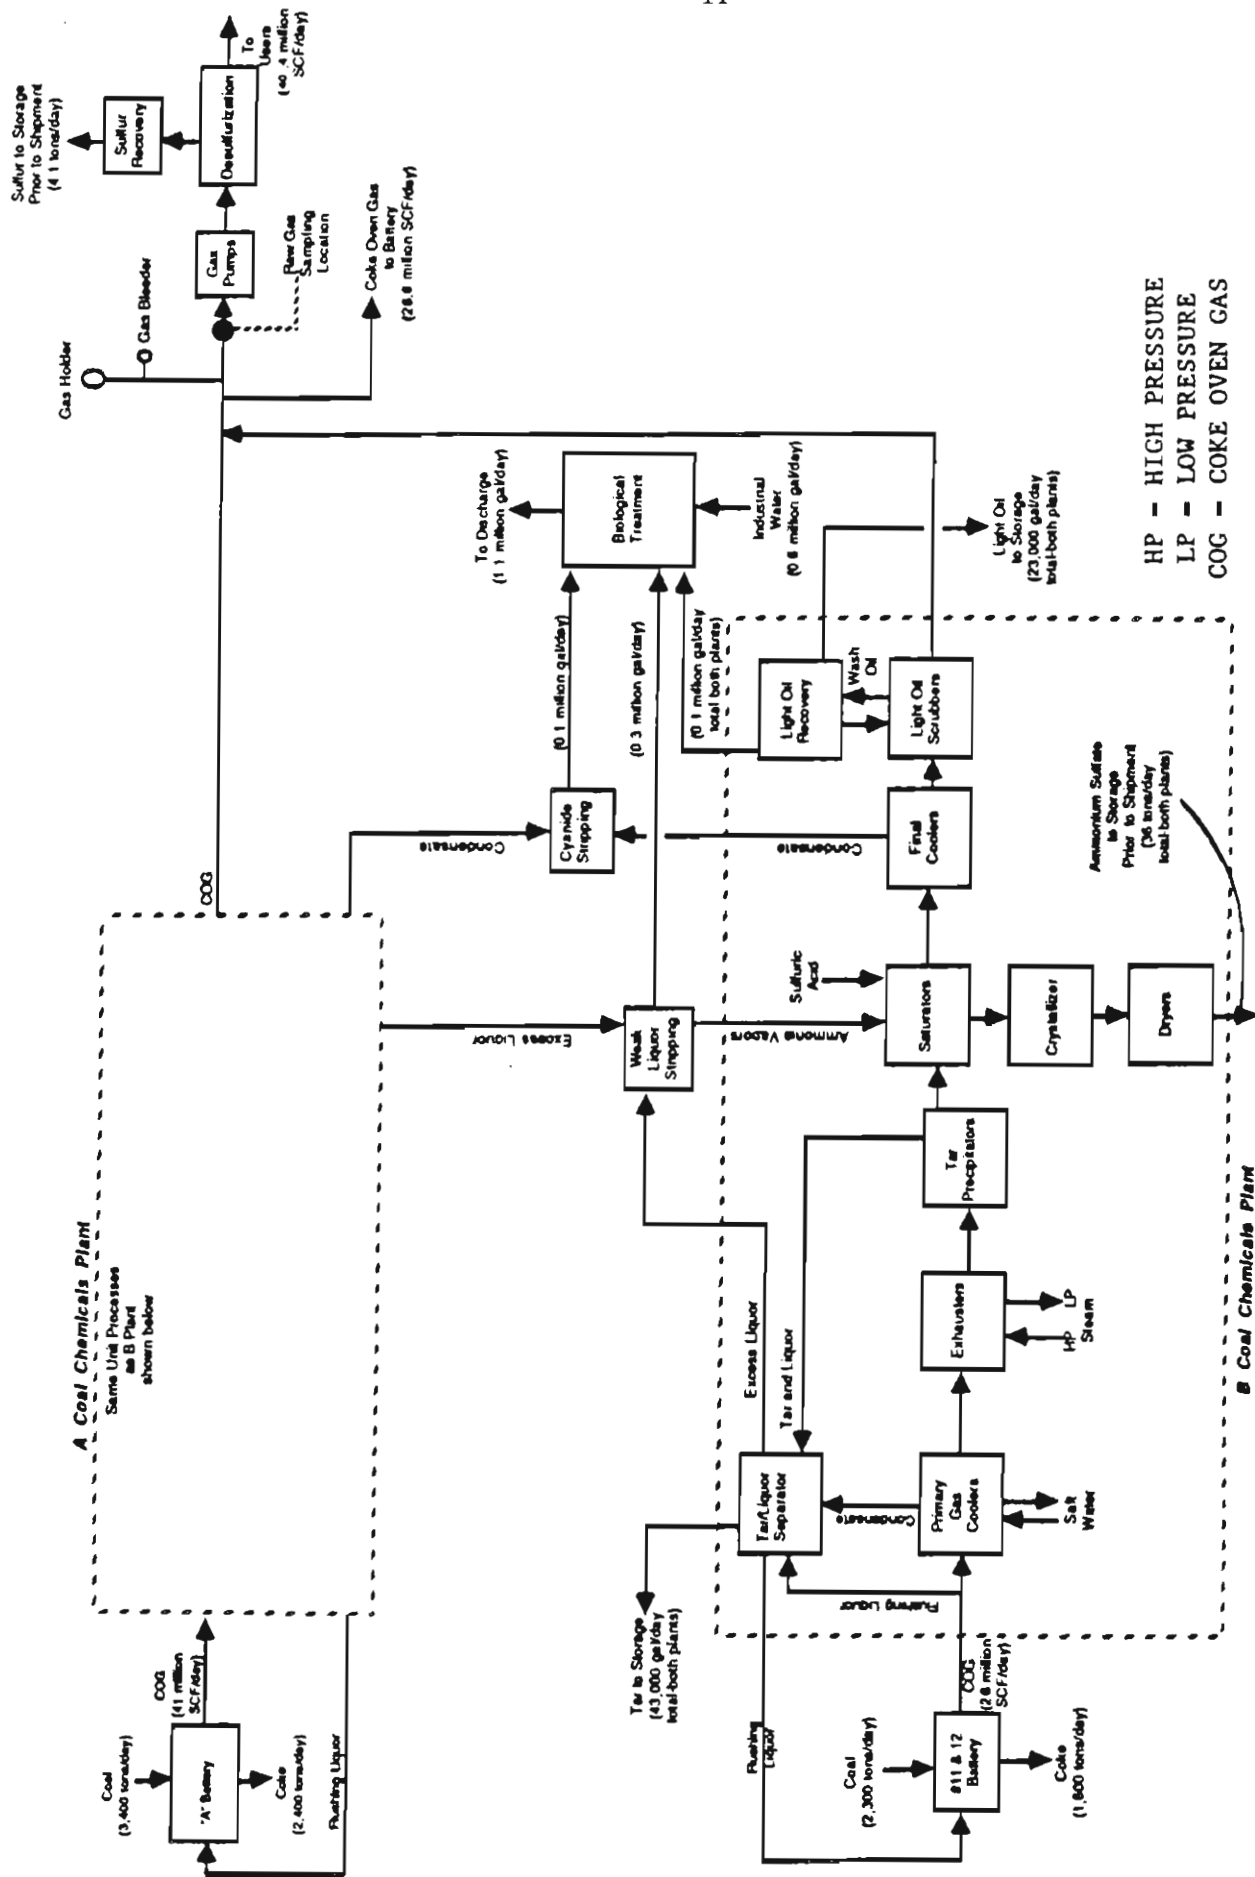 A Coal Chemicals Plant
Same Unit Processes
as B Plant
shown below
Coal
(3,400 tons/day)
"A" Battery
Coke
(2,400 tons/day)
COG
(41 million
SCF/day)
Flushing Liquor
COG
Gas Holder
Gas Bleeder
Raw Gas
Sampling
Location
Gas
Pumps
Desulfurization
Sulfur
Recovery
Sulfur to Storage
Prior to Shipment
(4.1 tons/day)
To
Users
(40.4 million
SCF/day)
Coke Oven Gas
to Battery
(26.6 million SCF/day)
Condensate
Excess Liquor
Cyanide
Stripping
(0.1 million gal/day)
Weak
Liquor
Stripping
(0.3 million gal/day)
(0.1 million gal/day
total both plants)
To Discharge
(1.1 million gal/day)
Biological
Treatment
Industrial
Water
(0.6 million gal/day)
Ammonia Vapors
Condensate
Tar to Storage
(43,000 gal/day
total-both plants)
Flushing
Liquor
Coal
(2,300 tons/day)
#11 & 12
Battery
Coke
(1,600 tons/day)
COG
(26 million
SCF/day)
Flushing Liquor
Tar/Liquor
Separator
Excess Liquor
Tar and Liquor
Condensate
Primary
Gas
Coolers
Salt
Water
Exhausters
HP LP
Steam
Tar
Precipitators
Sulfuric
Acid
Saturators
Crystallizer
Dryers
Final
Coolers
Light Oil
Recovery
Wash
Oil
Light Oil
Scrubbers
Light Oil
to Storage
(23,000 gal/day
total-both plants)
Ammonium Sulfate
to Storage
Prior to Shipment
(36 tons/day
total-both plants)
B Coal Chemicals Plant
HP – HIGH PRESSURE
LP – LOW PRESSURE
COG – COKE OVEN GAS